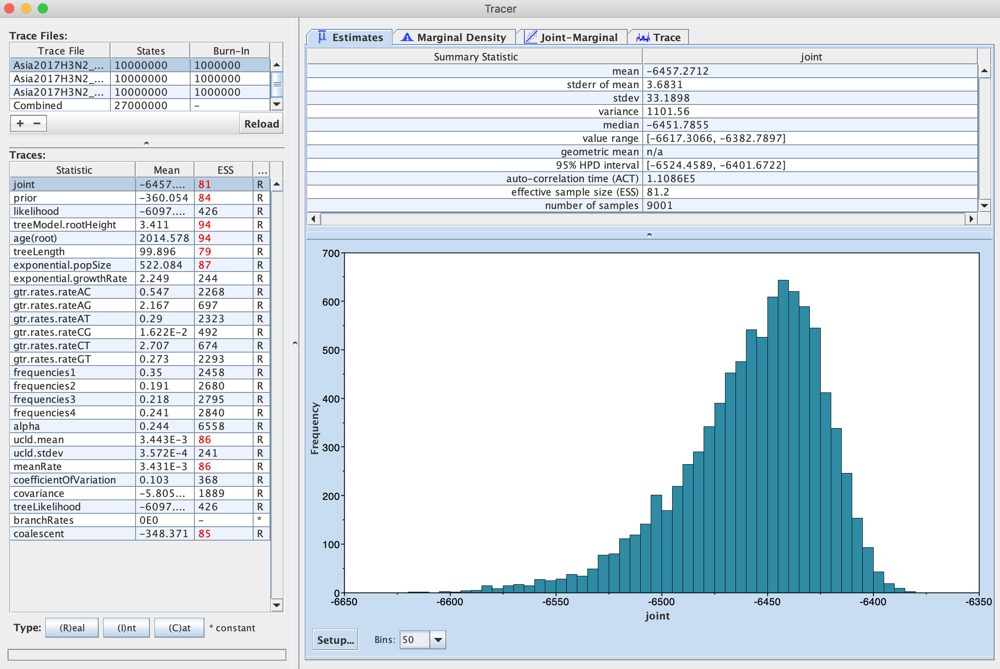 Tracer
Trace Files:
Trace File States Burn-In
Asia2017H3N2_... 10000000 1000000
Asia2017H3N2_... 10000000 1000000
Asia2017H3N2_... 10000000 1000000
Combined 27000000 -
+ - Reload
Traces:
Statistic Mean ESS ...
joint -6457.... 81 R
prior -360.054 84 R
likelihood -6097.... 426 R
treeModel.rootHeight 3.411 94 R
age(root) 2014.578 94 R
treeLength 99.896 79 R
exponential.popSize 522.084 87 R
exponential.growthRate 2.249 244 R
gtr.rates.rateAC 0.547 2268 R
gtr.rates.rateAG 2.167 697 R
gtr.rates.rateAT 0.29 2323 R
gtr.rates.rateCG 1.622E-2 492 R
gtr.rates.rateCT 2.707 674 R
gtr.rates.rateGT 0.273 2293 R
frequencies1 0.35 2458 R
frequencies2 0.191 2680 R
frequencies3 0.218 2795 R
frequencies4 0.241 2840 R
alpha 0.244 6558 R
ucld.mean 3.443E-3 86 R
ucld.stdev 3.572E-4 241 R
meanRate 3.431E-3 86 R
coefficientOfVariation 0.103 368 R
covariance -5.805... 1889 R
treeLikelihood -6097.... 426 R
branchRates 0E0 - *
coalescent -348.371 85 R
Type: (R)eal (I)nt (C)at * constant
Estimates Marginal Density Joint-Marginal Trace
Summary Statistic joint
mean -6457.2712
stderr of mean 3.6831
stdev 33.1898
variance 1101.56
median -6451.7855
value range [-6617.3066, -6382.7897]
geometric mean n/a
95% HPD interval [-6524.4589, -6401.6722]
auto-correlation time (ACT) 1.1086E5
effective sample size (ESS) 81.2
number of samples 9001
700
600
500
400
300
200
100
0
Frequency
-6650 -6600 -6550 -6500 -6450 -6400 -6350
joint
Setup... Bins: 50